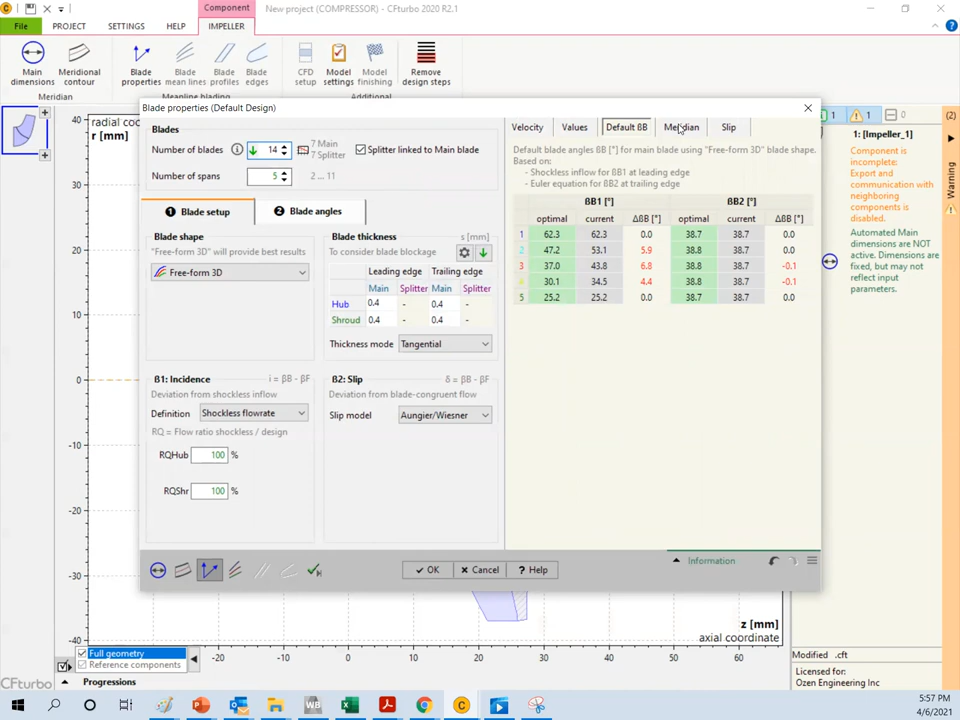 Component
New project (COMPRESSOR) - CFturbo 2020 R2.1
File PROJECT SETTINGS HELP IMPELLER
Main dimensions
Meridional contour
Blade properties
Blade mean lines
Blade profiles
Blade edges
CFD setup
Model settings
Model finishing
Remove design steps
Meridian
Additional
radial coo
r [mm]
40
30
20
10
0
-10
-20
-30
-40
Blade properties (Default Design)
Blades
Number of blades 14 7 Main
7 Splitter
Splitter linked to Main blade
Number of spans 5 2 ... 11
1 Blade setup
2 Blade angles
Blade shape
"Free-form 3D" will provide best results
Free-form 3D
Blade thickness s [mm]
To consider blade blockage
Leading edge Trailing edge
Main Splitter Main Splitter
Hub 0.4 - 0.4 -
Shroud 0.4 - 0.4 -
Thickness mode Tangential
ß1: Incidence i = ßB - ßF
Deviation from shockless inflow
Definition Shockless flowrate
RQ = Flow ratio shockless / design
RQHub 100 %
RQShr 100 %
ß2: Slip δ = ßB - ßF
Deviation from blade-congruent flow
Slip model Aungier/Wiesner
Velocity Values Default ßB Meridian Slip
Default blade angles ßB [°] for main blade using "Free-form 3D" blade shape.
Based on:
- Shockless inflow for ßB1 at leading edge
- Euler equation for ßB2 at trailing edge
ßB1 [°] ßB2 [°]
optimal current ΔßB [°] optimal current ΔßB [°]
1 62.3 62.3 0.0 38.7 38.7 0.0
2 47.2 53.1 5.9 38.8 38.7 0.0
3 37.0 43.8 6.8 38.8 38.7 -0.1
4 30.1 34.5 4.4 38.8 38.7 -0.1
5 25.2 25.2 0.0 38.7 38.7 0.0
OK Cancel ? Help
Information
1 1 0 (2)
1: [Impeller_1]
Component is incomplete: Export and communication with neighboring components is disabled.
Automated Main dimensions are NOT active. Dimensions are fixed, but may not reflect input parameters.
Warning
z [mm]
axial coordinate
-20 -10 0 10 20 30 40 50 60
Full geometry
Reference components
CFturbo
Progressions
Modified .cft
Licensed for:
Ozen Engineering Inc
5:57 PM
4/6/2021